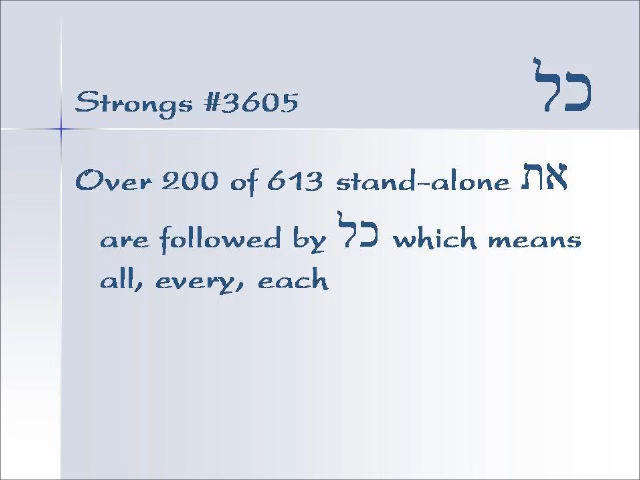 Strongs #3605 כל
Over 200 of 613 stand-alone את
are followed by כל which means
all, every, each